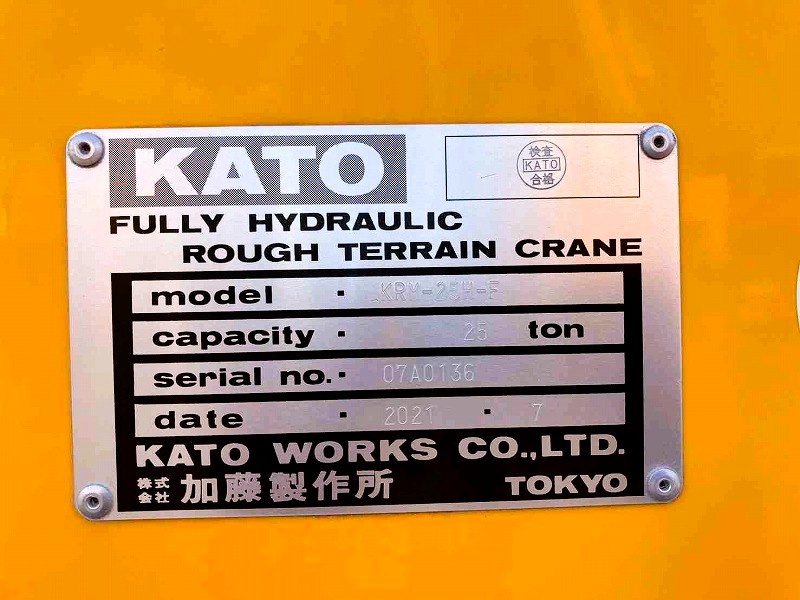 KATO
検査
KATO
合格
FULLY HYDRAULIC
ROUGH TERRAIN CRANE
model ·
capacity · 25 ton
serial no. · 07A0136
date · 2021 · 7
KATO WORKS CO.,LTD.
株式会社 加藤製作所 TOKYO